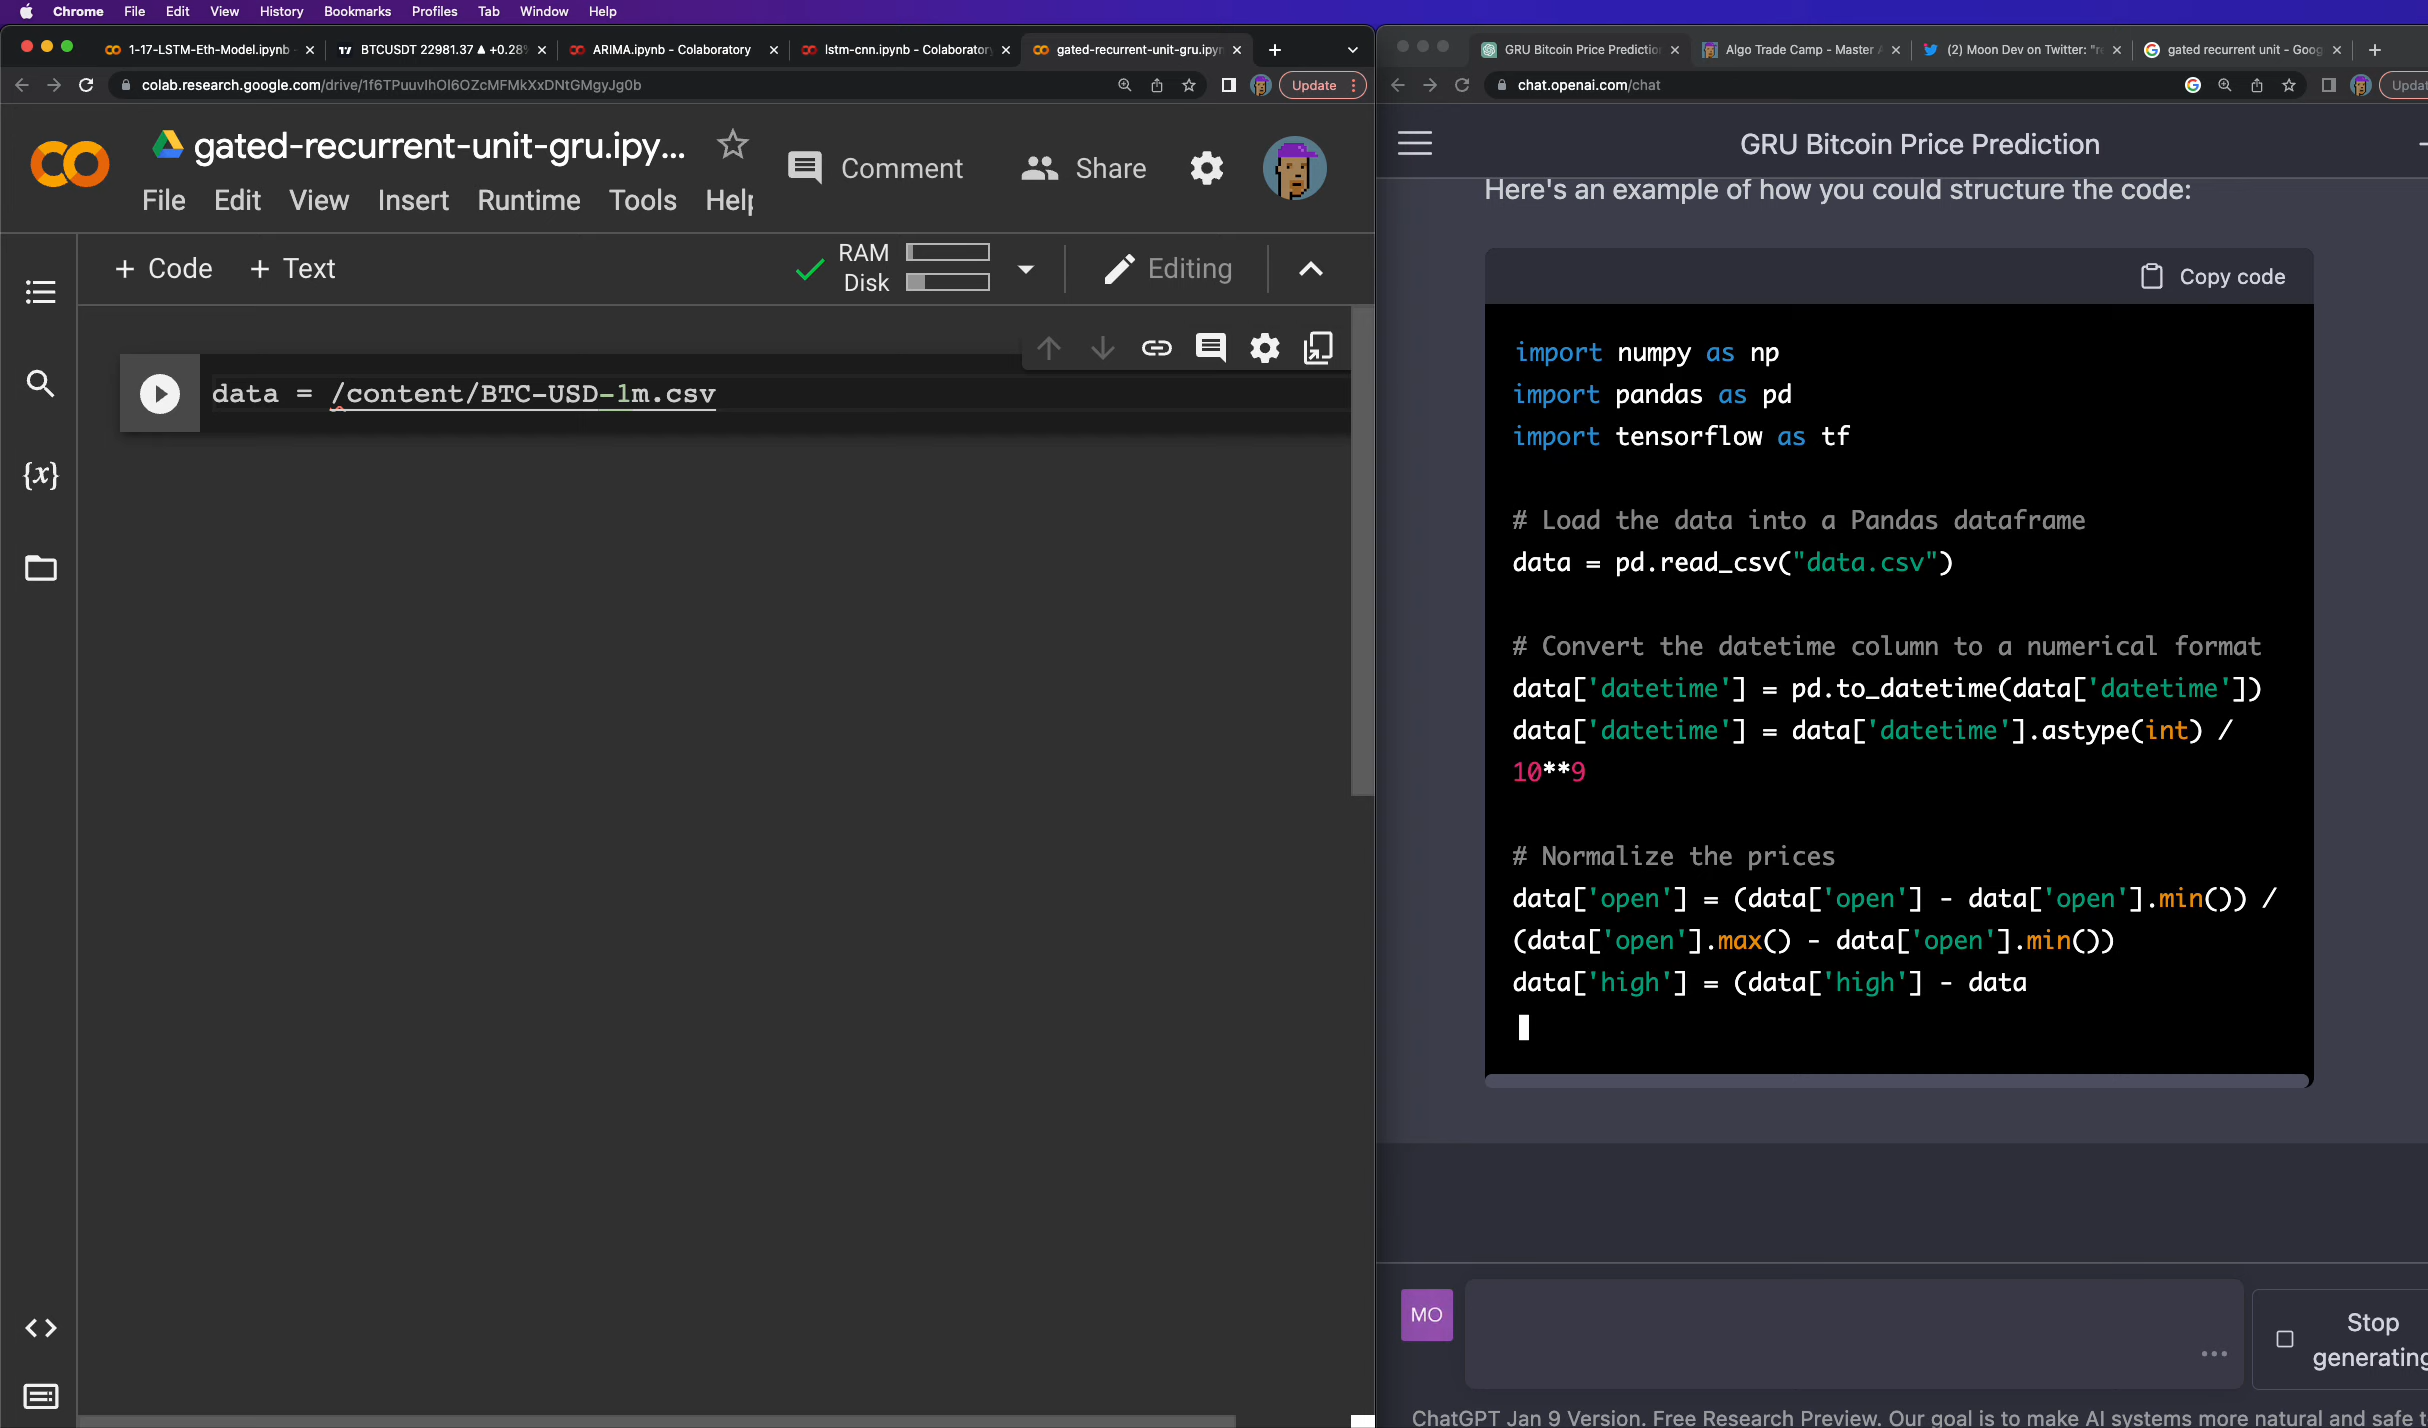 Chrome File Edit View History Bookmarks Profiles Tab Window Help
1-17-LSTM-Eth-Model.ipynb
BTCUSDT 22981.37 ▲ +0.28
ARIMA.ipynb - Colaboratory
lstm-cnn.ipynb - Colaboratory
gated-recurrent-unit-gru.ipyn
colab.research.google.com/drive/1f6TPuuvIhOl6OZcMFMkXxDNtGMgyJg0b
Update
gated-recurrent-unit-gru.ipy...
Comment
Share
File Edit View Insert Runtime Tools Help
+ Code + Text
RAM
Disk
Editing
data = /content/BTC-USD-1m.csv
{x}
GRU Bitcoin Price Predictio
Algo Trade Camp - Master
(2) Moon Dev on Twitter: "re
gated recurrent unit - Goog
chat.openai.com/chat
Updat
GRU Bitcoin Price Prediction
Here's an example of how you could structure the code:
Copy code
import numpy as np
import pandas as pd
import tensorflow as tf
# Load the data into a Pandas dataframe
data = pd.read_csv("data.csv")
# Convert the datetime column to a numerical format
data['datetime'] = pd.to_datetime(data['datetime'])
data['datetime'] = data['datetime'].astype(int) /
10**9
# Normalize the prices
data['open'] = (data['open'] - data['open'].min()) /
(data['open'].max() - data['open'].min())
data['high'] = (data['high'] - data
MO
Stop
generating
ChatGPT Jan 9 Version. Free Research Preview. Our goal is to make AI systems more natural and safe t